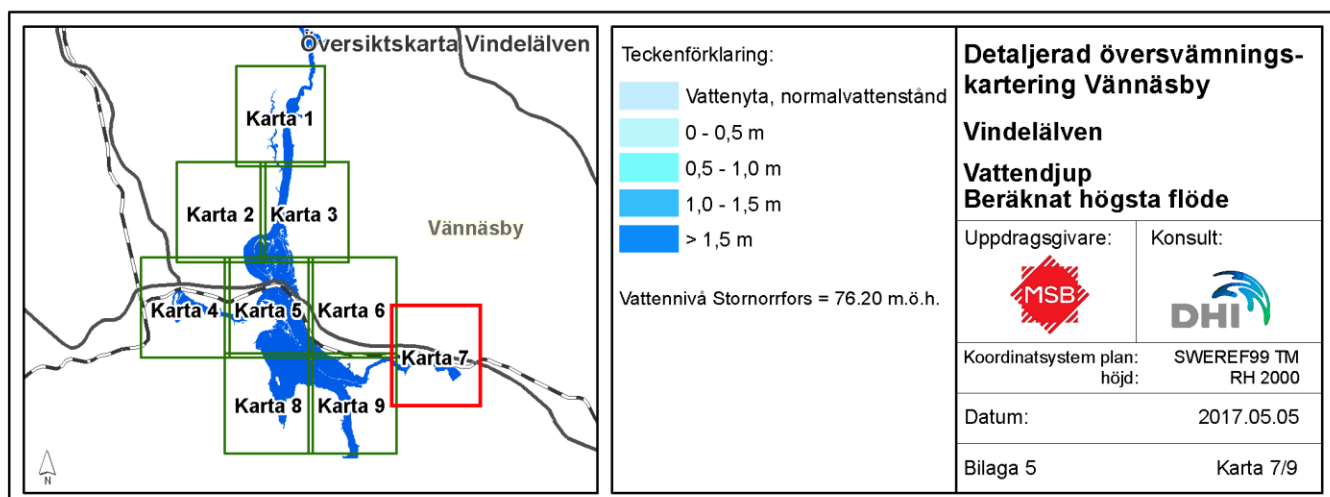 Översiktskarta Vindelälven
Karta 1
Karta 2
Karta 3
Vännäsby
Karta 4
Karta 5
Karta 6
Karta 7
Karta 8
Karta 9
N
Teckenförklaring:
Vattenyta, normalvattenstånd
0 - 0,5 m
0,5 - 1,0 m
1,0 - 1,5 m
> 1,5 m
Vattennivå Stornorrfors = 76.20 m.ö.h.
Detaljerad översvämnings-
kartering Vännäsby
Vindelälven
Vattendjup
Beräknat högsta flöde
Uppdragsgivare:
Konsult:
MSB
DHI
Koordinatsystem plan: SWEREF99 TM
höjd: RH 2000
Datum: 2017.05.05
Bilaga 5 Karta 7/9